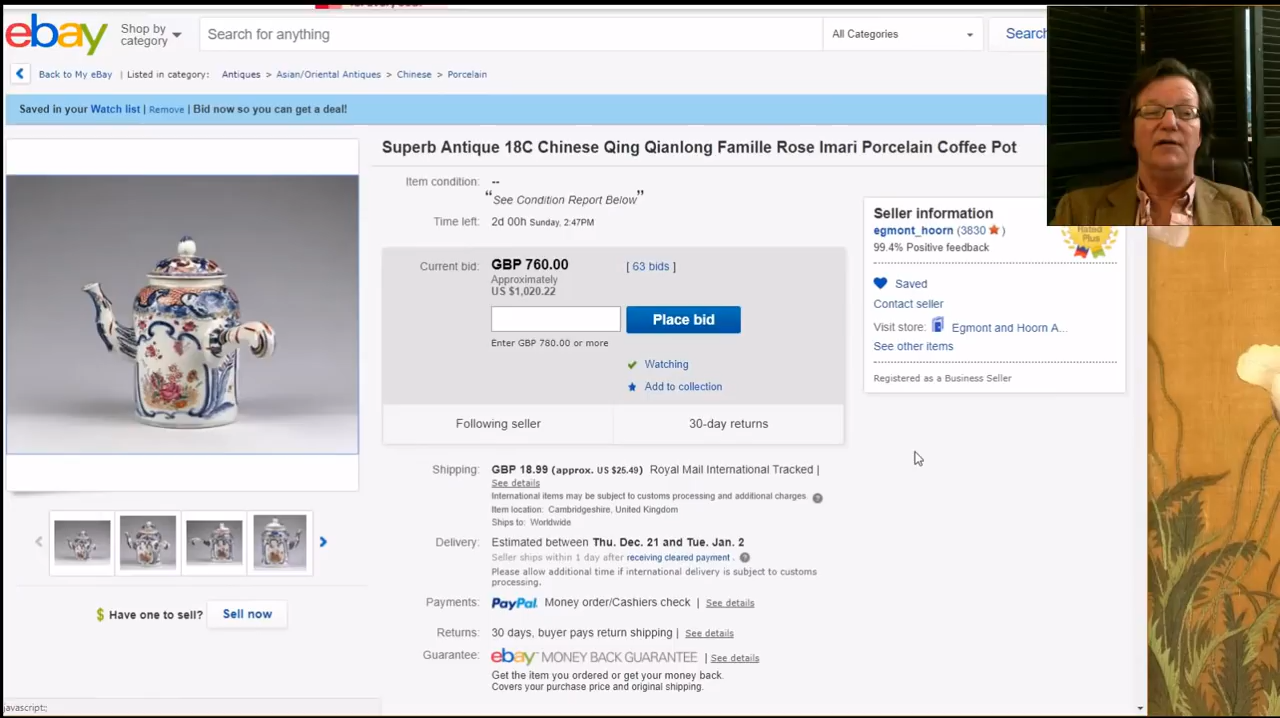 ebay
Shop by
category
Search for anything
All Categories
Search
Back to My eBay | Listed in category: Antiques > Asian/Oriental Antiques > Chinese > Porcelain
Saved in your Watch list | Remove | Bid now so you can get a deal!
Superb Antique 18C Chinese Qing Qianlong Famille Rose Imari Porcelain Coffee Pot
Item condition: --
“See Condition Report Below”
Time left: 2d 00h Sunday, 2:47PM
Current bid: GBP 760.00 [ 63 bids ]
Approximately
US $1,020.22
Place bid
Enter GBP 780.00 or more
Watching
Add to collection
Following seller
30-day returns
Shipping: GBP 18.99 (approx. US $25.49) Royal Mail International Tracked |
See details
International items may be subject to customs processing and additional charges. ?
Item location: Cambridgeshire, United Kingdom
Ships to: Worldwide
Delivery: Estimated between Thu. Dec. 21 and Tue. Jan. 2
Seller ships within 1 day after receiving cleared payment . ?
Please allow additional time if international delivery is subject to customs
processing.
Payments: PayPal Money order/Cashiers check | See details
Returns: 30 days, buyer pays return shipping | See details
Guarantee: ebay MONEY BACK GUARANTEE | See details
Get the item you ordered or get your money back.
Covers your purchase price and original shipping.
Seller information
egmont_hoorn (3830 )
99.4% Positive feedback
Rated
Plus
Saved
Contact seller
Visit store: Egmont and Hoorn A...
See other items
Registered as a Business Seller
$ Have one to sell? Sell now
javascript:;